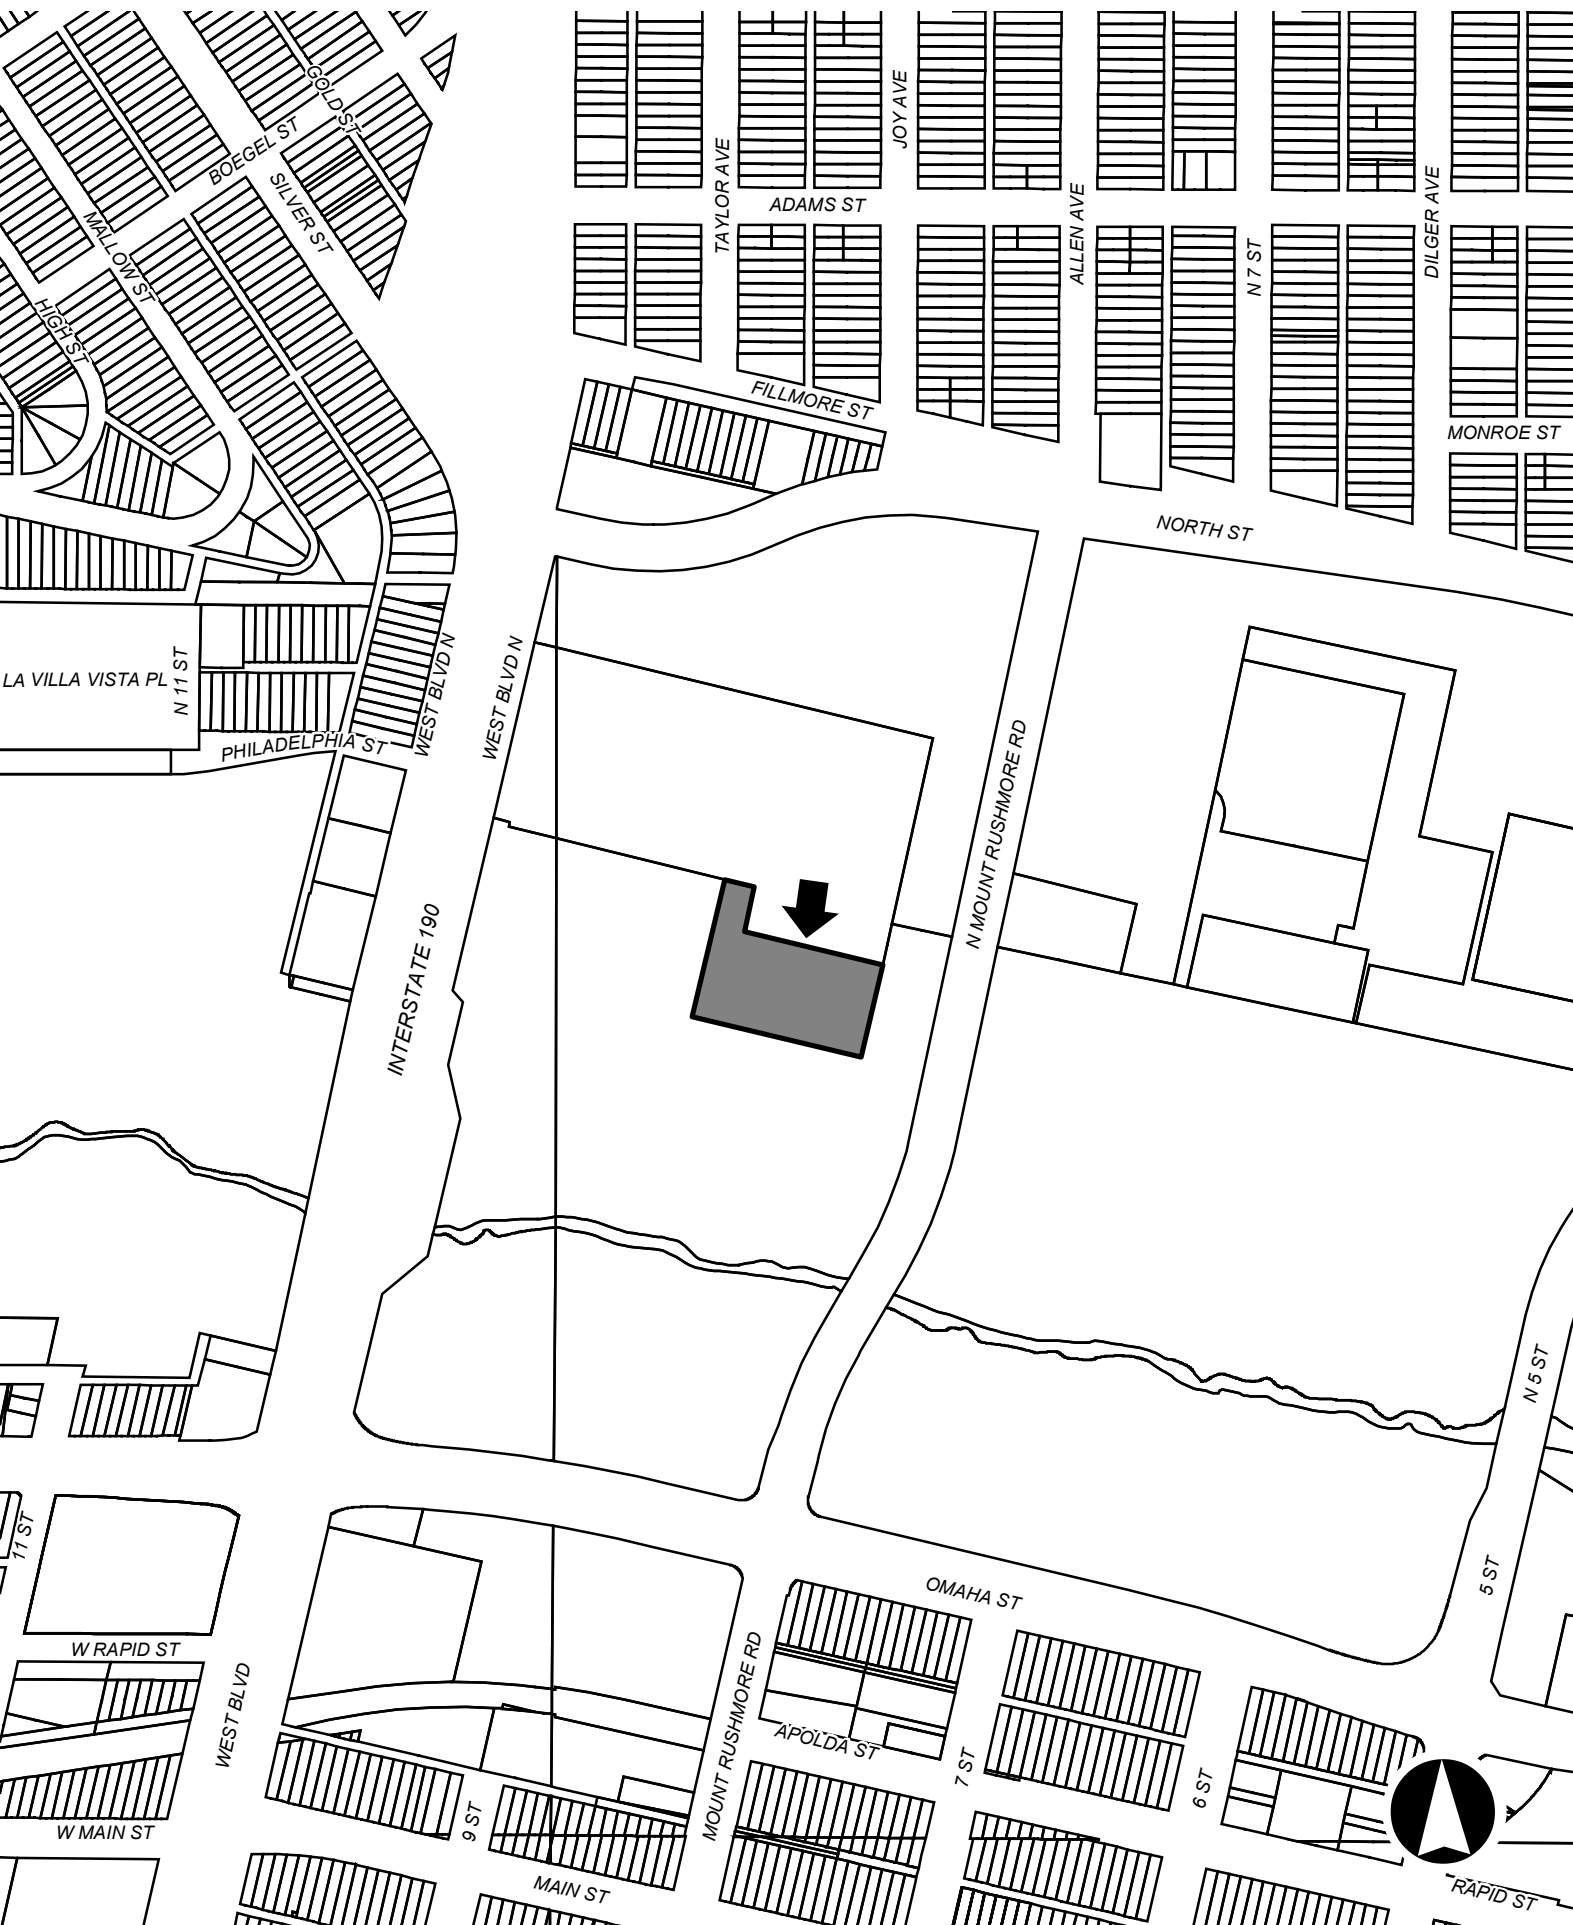 GOLD ST
JOY AVE
BOEGEL ST
TAYLOR AVE
SILVER ST
ADAMS ST
ALLEN AVE
DILGER AVE
MALLOW ST
N 7 ST
HIGH ST
FILLMORE ST
MONROE ST
NORTH ST
LA VILLA VISTA PL
N 11 ST
WEST BLVD N
WEST BLVD N
PHILADELPHIA ST
N MOUNT RUSHMORE RD
INTERSTATE 190
N 5 ST
11 ST
5 ST
OMAHA ST
W RAPID ST
WEST BLVD
MOUNT RUSHMORE RD
APOLDA ST
7 ST
6 ST
9 ST
W MAIN ST
MAIN ST
RAPID ST